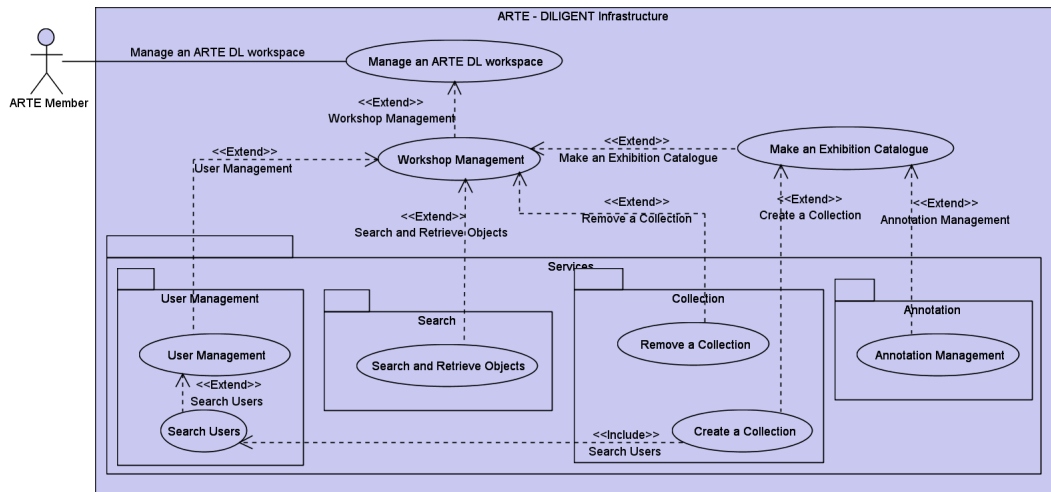 ARTE - DILIGENT Infrastructure
Manage an ARTE DL workspace
Manage an ARTE DL workspace
ARTE Member
<<Extend>>
Workshop Management
<<Extend>>
User Management
Workshop Management
<<Extend>>
Make an Exhibition Catalogue
Make an Exhibition Catalogue
<<Extend>>
Search and Retrieve Objects
<<Extend>>
Remove a Collection
<<Extend>>
Create a Collection
<<Extend>>
Annotation Management
Services
User Management
Search
Collection
Annotation
User Management
Search and Retrieve Objects
Remove a Collection
Annotation Management
<<Extend>>
Search Users
Search Users
<<Include>>
Search Users
Create a Collection